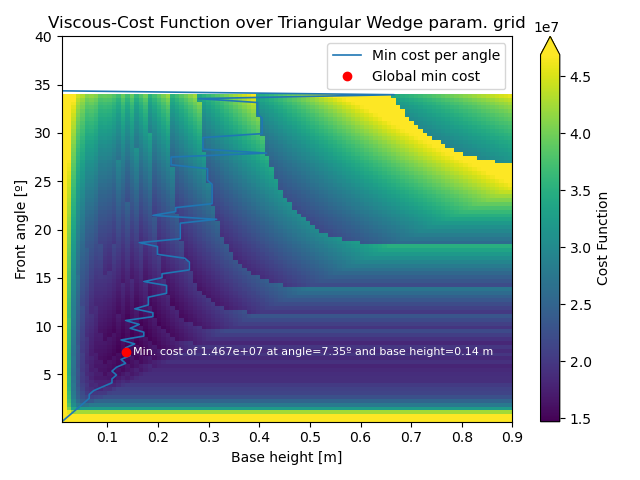 Viscous-Cost Function over Triangular Wedge param. grid
1e7
40
35
30
25
20
15
10
5
Front angle [º]
Min cost per angle
Global min cost
Min. cost of 1.467e+07 at angle=7.35º and base height=0.14 m
0.1 0.2 0.3 0.4 0.5 0.6 0.7 0.8 0.9
Base height [m]
4.5
4.0
3.5
3.0
2.5
2.0
1.5
Cost Function